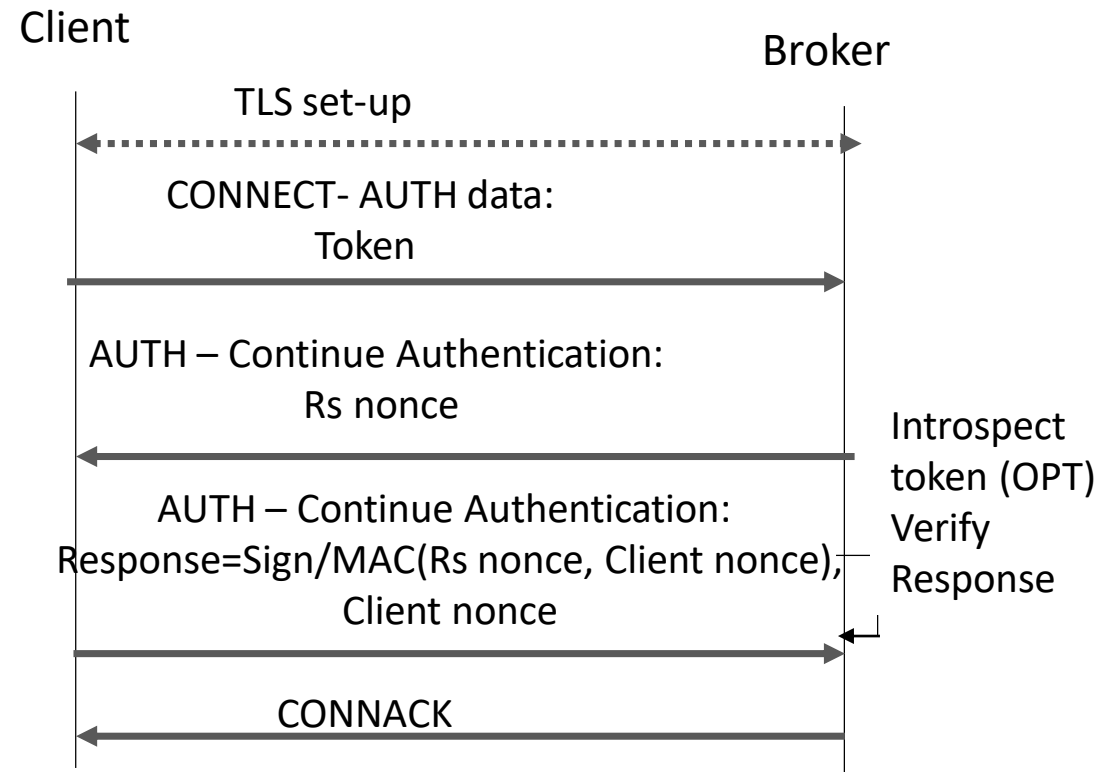 Client
Broker
TLS set-up
CONNECT- AUTH data:
Token
AUTH – Continue Authentication:
Rs nonce
AUTH – Continue Authentication:
Response=Sign/MAC(Rs nonce, Client nonce),
Client nonce
Introspect
token (OPT)
Verify
Response
CONNACK